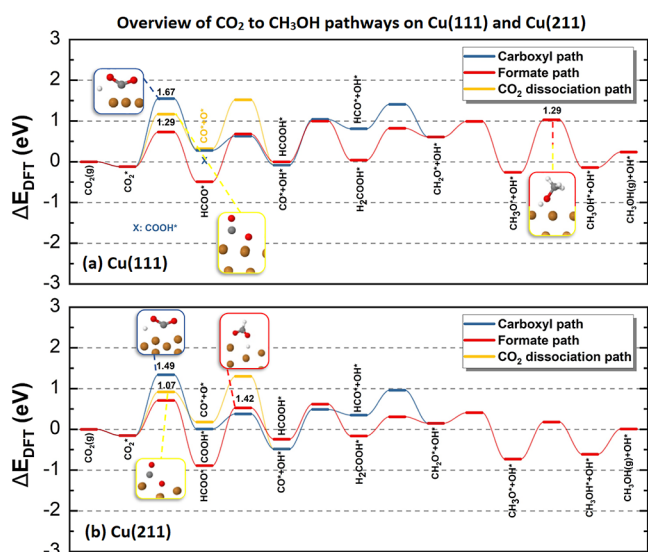 Overview of CO₂ to CH₃OH pathways on Cu(111) and Cu(211)
(a)
Carboxyl path
Formate path
CO₂ dissociation path
ΔE_DFT (eV)
3
2
1
0
-1
-2
-3
1.67
1.29
1.29
CO₂(g)
CO₂*
HCOO*
CO*+O*
X
CO*+OH*
HCOOH*
H₂COOH*
HCO*+OH*
CH₂O*+OH*
CH₃O*+OH*
CH₃OH*+OH*
CH₃OH(g)+OH*
X: COOH*
(a) Cu(111)
(b)
Carboxyl path
Formate path
CO₂ dissociation path
ΔE_DFT (eV)
3
2
1
0
-1
-2
-3
1.49
1.07
1.42
CO₂(g)
CO₂*
HCOO*
COOH*
CO*+O*
CO*+OH*
HCOOH*
H₂COOH*
HCO*+OH*
CH₂O*+OH*
CH₃O*+OH*
CH₃OH*+OH*
CH₃OH(g)+OH*
(b) Cu(211)